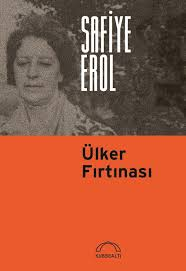 SAFİYE
EROL
Ülker
Fırtınası
KUBBEALTI